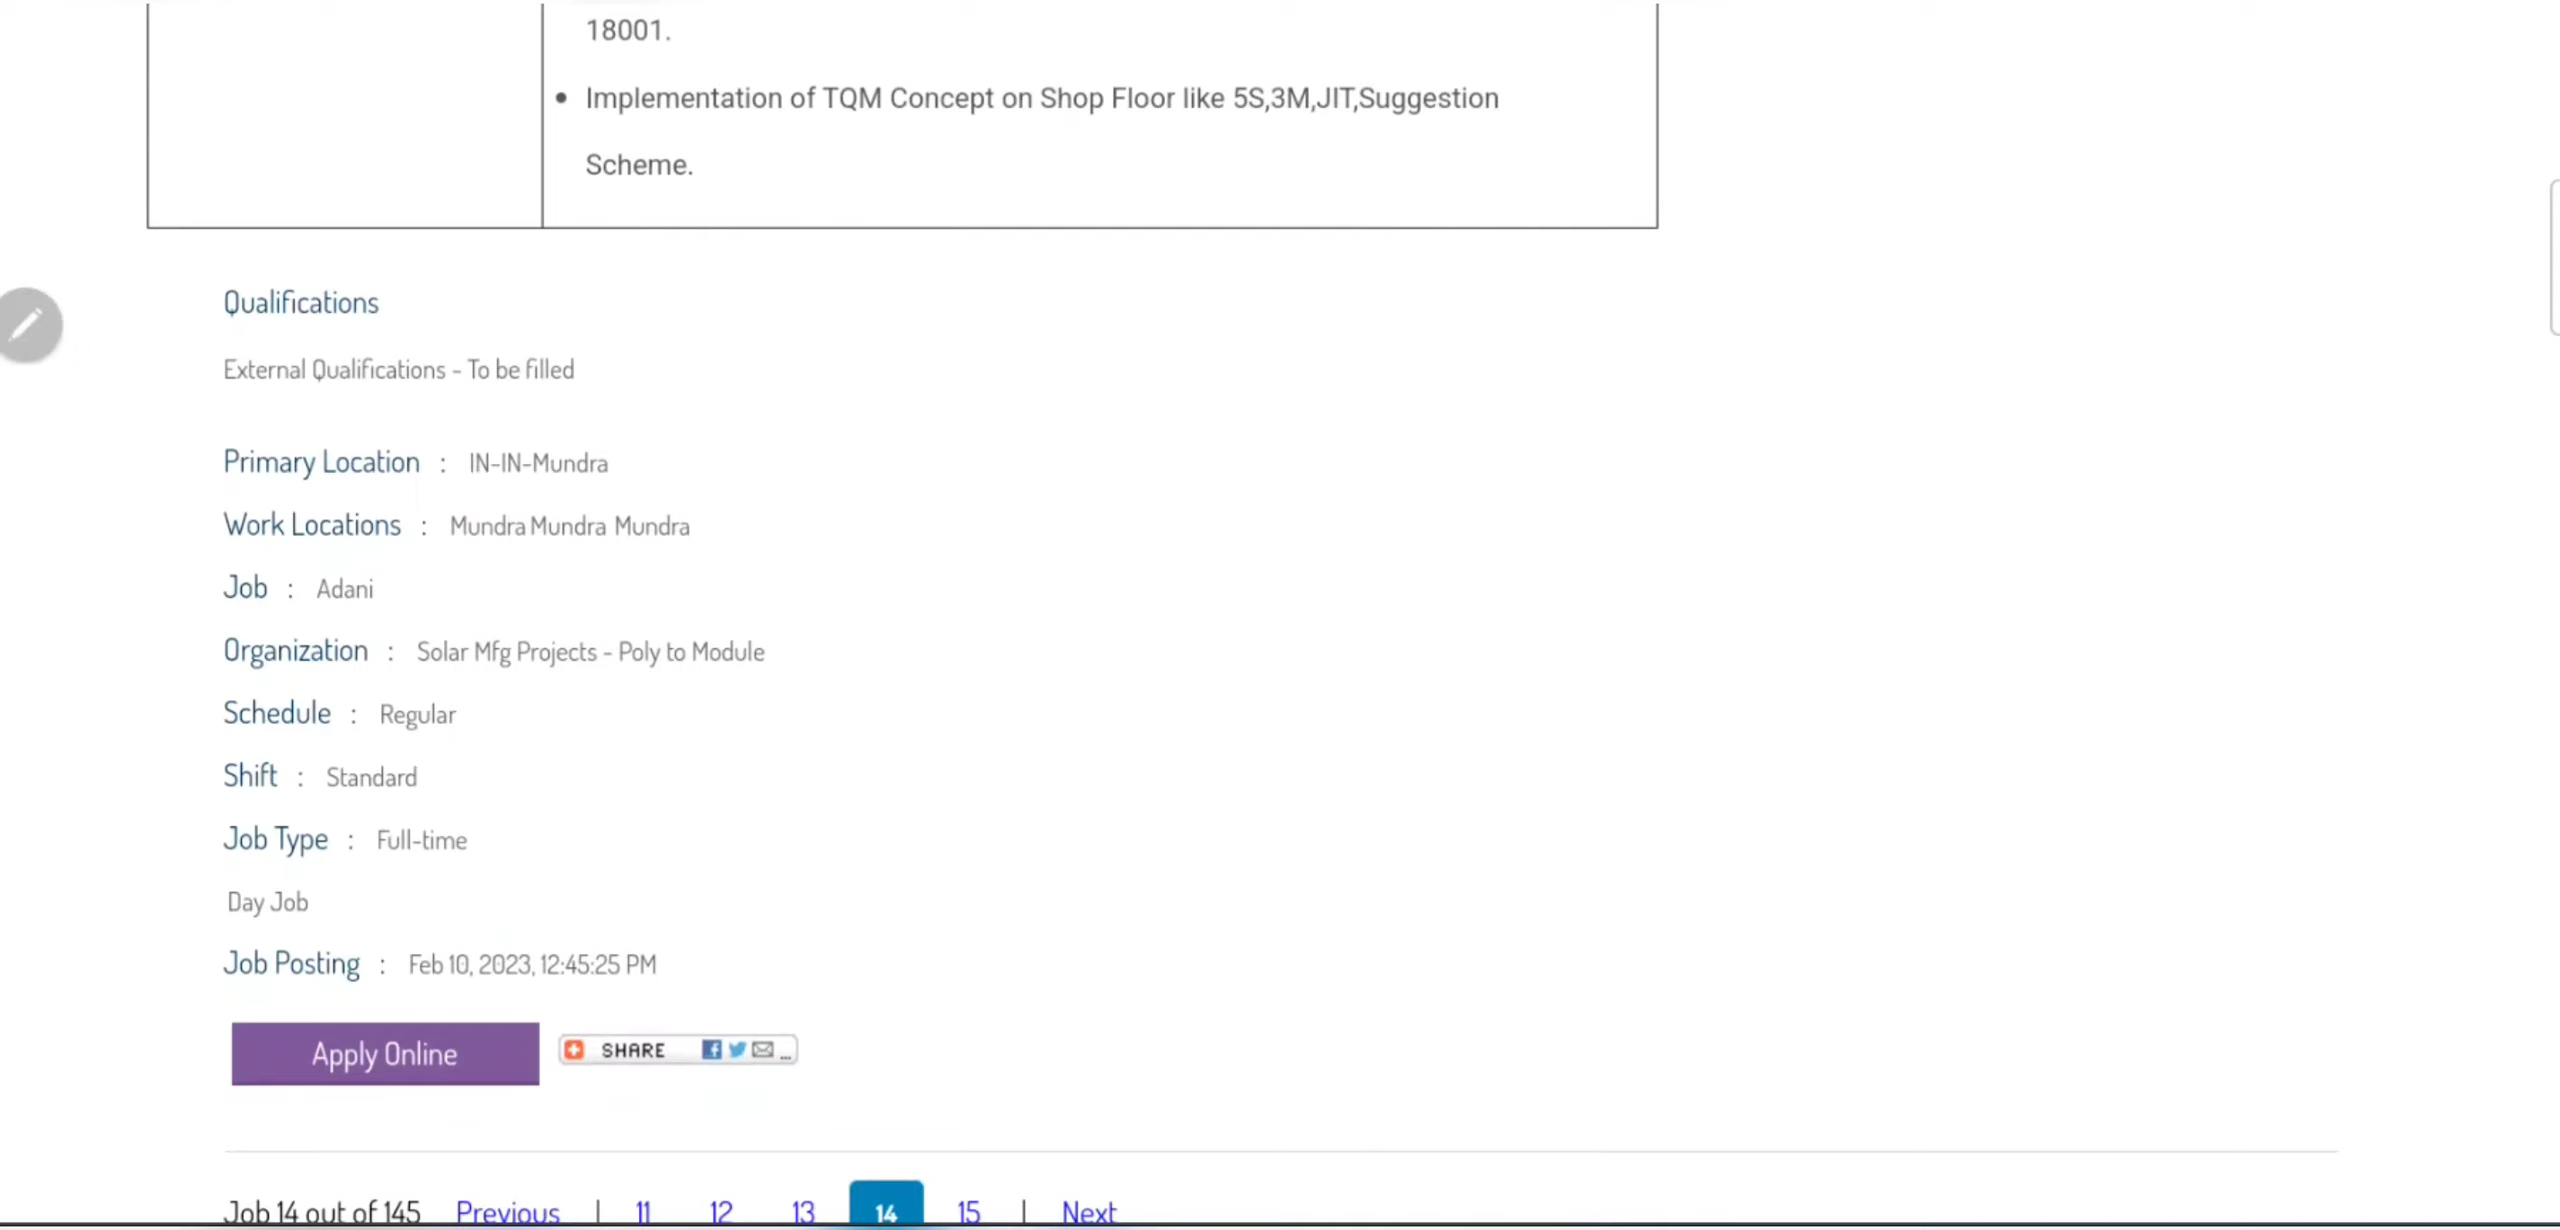 18001.
• Implementation of TQM Concept on Shop Floor like 5S,3M,JIT,Suggestion
Scheme.
Qualifications
External Qualifications - To be filled
Primary Location : IN-IN-Mundra
Work Locations : Mundra Mundra Mundra
Job : Adani
Organization : Solar Mfg Projects - Poly to Module
Schedule : Regular
Shift : Standard
Job Type : Full-time
Day Job
Job Posting : Feb 10, 2023, 12:45:25 PM
Apply Online SHARE ...
Job 14 out of 145 Previous | 11 12 13 14 15 | Next